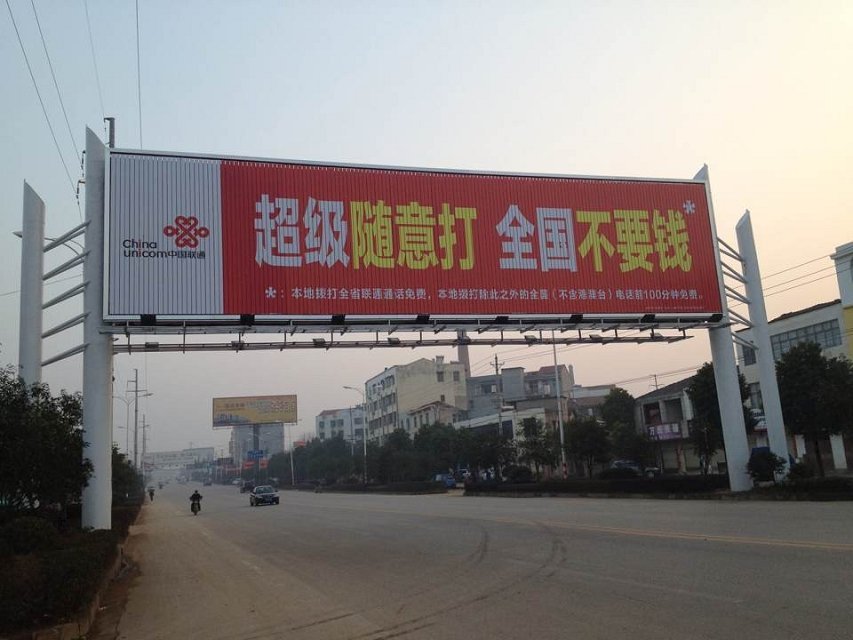 China
unicom中国联通
超级随意打 全国不要钱*
*：本地拨打全省联通通话免费，本地拨打除此之外的全国（不含港澳台）电话前100分钟免费。